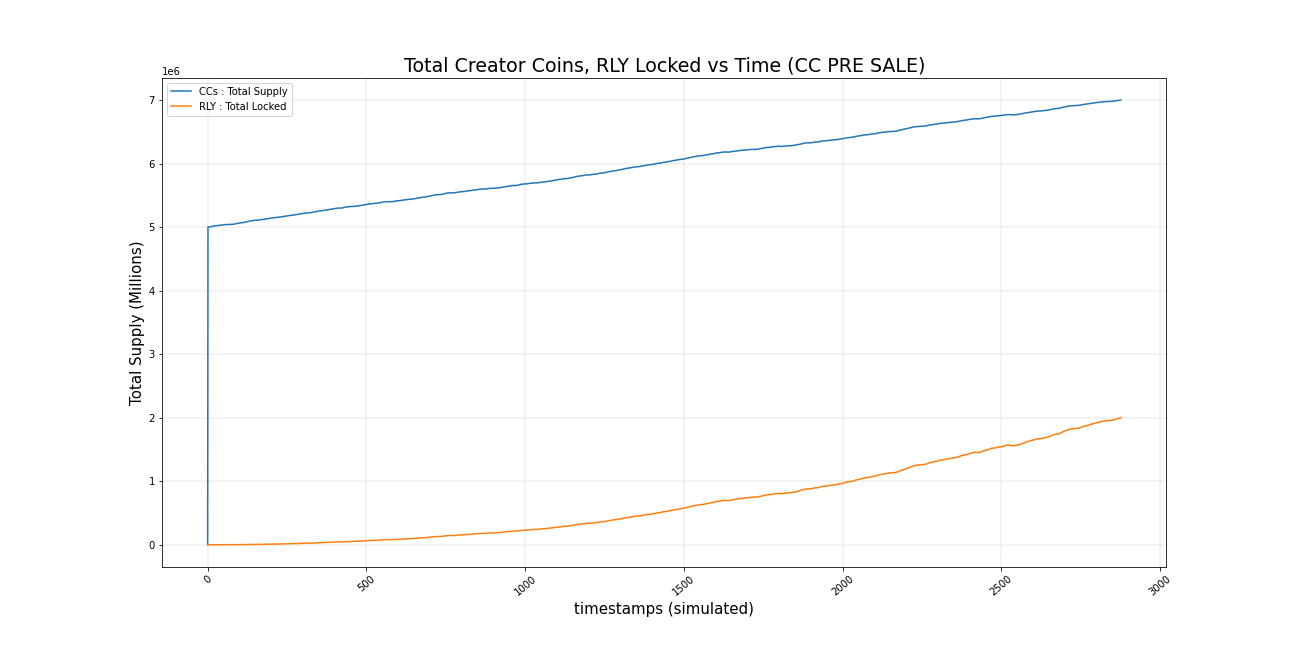 Total Creator Coins, RLY Locked vs Time (CC PRE SALE)
1e6
CCs : Total Supply
RLY : Total Locked
7
6
5
4
3
2
1
0
Total Supply (Millions)
0 500 1000 1500 2000 2500 3000
timestamps (simulated)